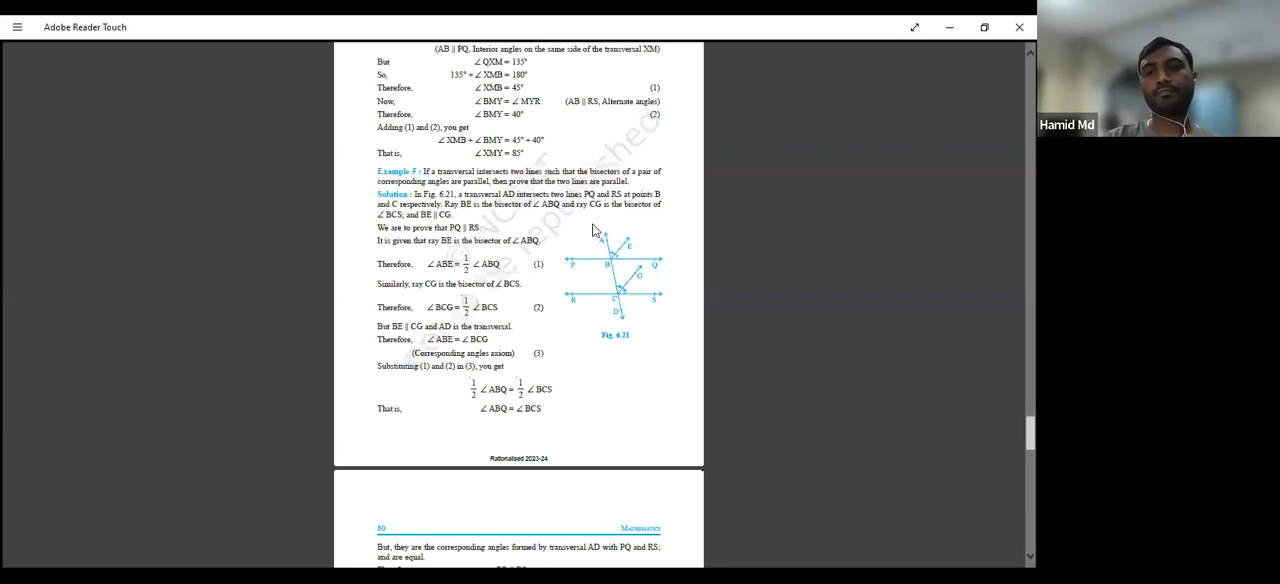 Adobe Reader Touch
Hamid Md
(AB || PQ, Interior angles on the same side of the transversal XM)
But ∠ QXM = 135°
So, 135° + ∠ XMB = 180°
Therefore, ∠ XMB = 45° (1)
Now, ∠ BMY = ∠ MYR (AB || RS, Alternate angles)
Therefore, ∠ BMY = 40° (2)
Adding (1) and (2), you get
∠ XMB + ∠ BMY = 45° + 40°
That is, ∠ XMY = 85°
Example 5 : If a transversal intersects two lines such that the bisectors of a pair of
corresponding angles are parallel, then prove that the two lines are parallel.
Solution : In Fig. 6.21, a transversal AD intersects two lines PQ and RS at points B
and C respectively. Ray BE is the bisector of ∠ ABQ and ray CG is the bisector of
∠ BCS; and BE || CG.
We are to prove that PQ || RS.
It is given that ray BE is the bisector of ∠ ABQ.
Therefore, ∠ ABE = 1/2 ∠ ABQ (1)
Similarly, ray CG is the bisector of ∠ BCS.
Therefore, ∠ BCG = 1/2 ∠ BCS (2)
But BE || CG and AD is the transversal.
Therefore, ∠ ABE = ∠ BCG
(Corresponding angles axiom) (3)
Substituting (1) and (2) in (3), you get
1/2 ∠ ABQ = 1/2 ∠ BCS
That is, ∠ ABQ = ∠ BCS
A
E
P
B
Q
G
R
C
S
D
Fig. 6.21
Rationalised 2023-24
80 MATHEMATICS
But, they are the corresponding angles formed by transversal AD with PQ and RS;
and are equal.